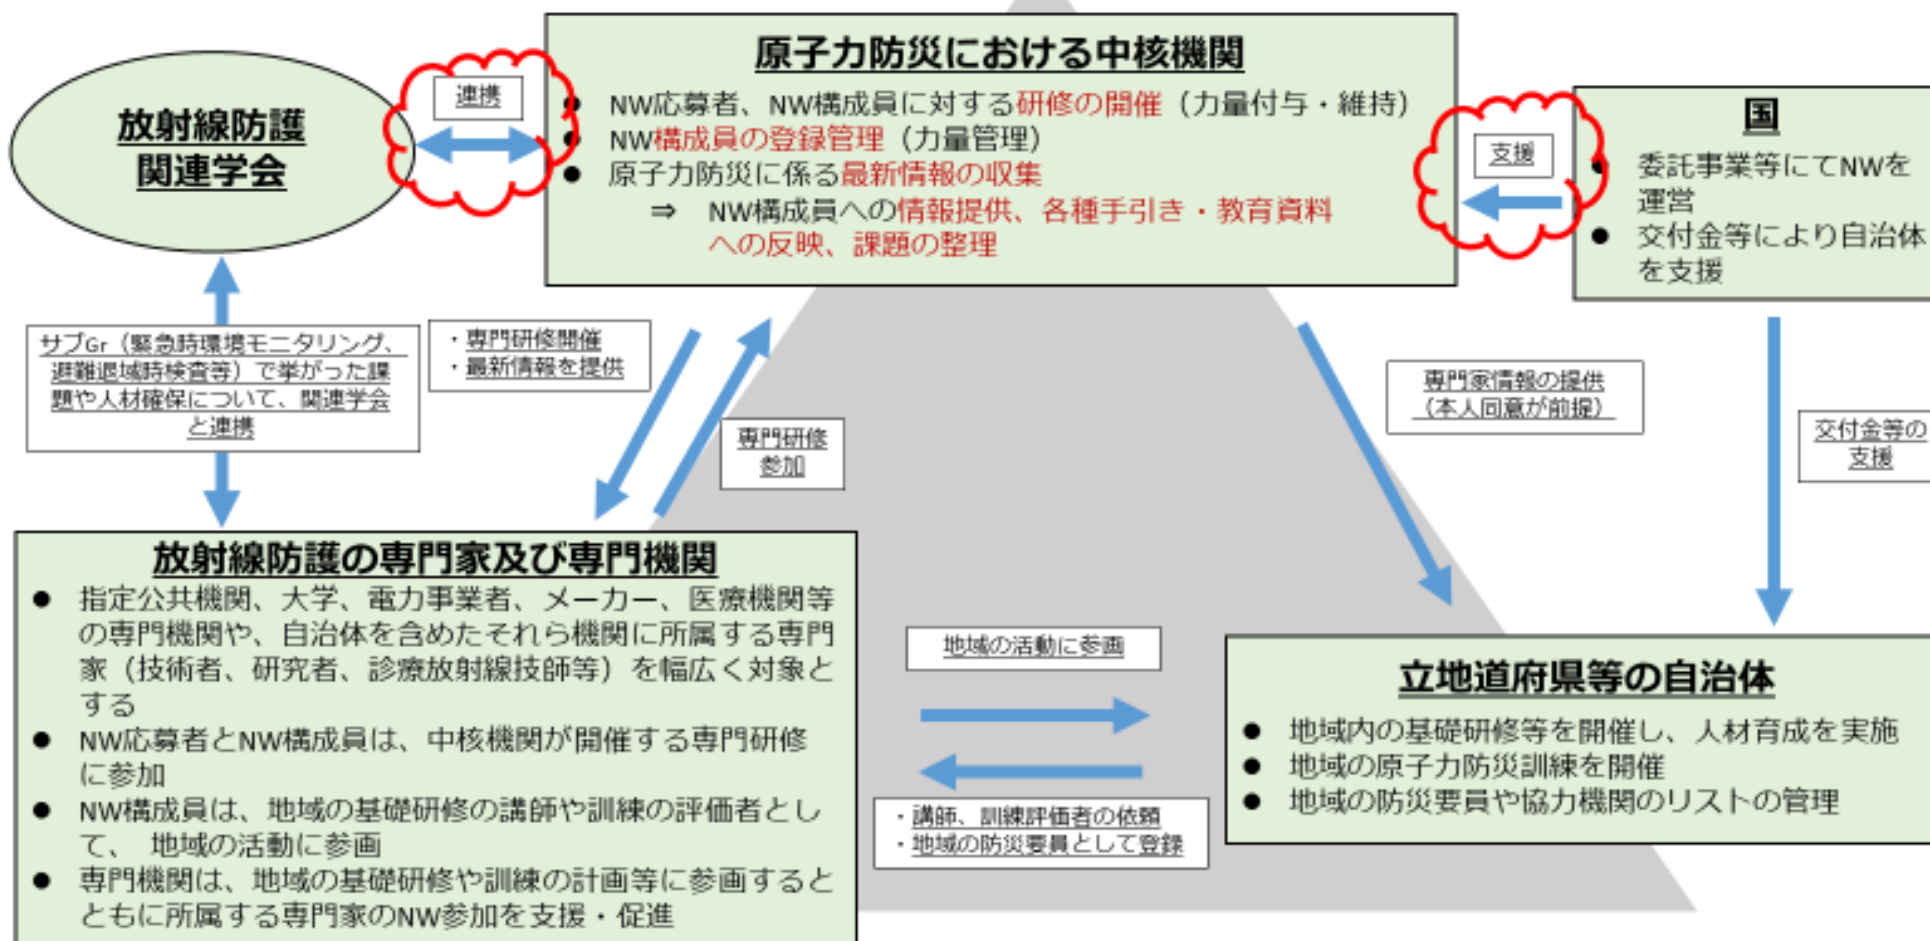 原子力防災における中核機関
● NW応募者、NW構成員に対する研修の開催（力量付与・維持）
● NW構成員の登録管理（力量管理）
● 原子力防災に係る最新情報の収集
⇒ NW構成員への情報提供、各種手引き・教育資料
への反映、課題の整理
放射線防護
関連学会
連携
支援
国
● 委託事業等にてNWを
運営
● 交付金等により自治体
を支援
サブGr（緊急時環境モニタリング、
避難退域時検査等）で挙がった課
題や人材確保について、関連学会
と連携
・専門研修開催
・最新情報を提供
専門研修
参加
専門家情報の提供
（本人同意が前提）
交付金等の
支援
放射線防護の専門家及び専門機関
● 指定公共機関、大学、電力事業者、メーカー、医療機関等
の専門機関や、自治体を含めたそれら機関に所属する専門
家（技術者、研究者、診療放射線技師等）を幅広く対象と
する
● NW応募者とNW構成員は、中核機関が開催する専門研修
に参加
● NW構成員は、地域の基礎研修の講師や訓練の評価者とし
て、 地域の活動に参画
● 専門機関は、地域の基礎研修や訓練の計画等に参画すると
ともに所属する専門家のNW参加を支援・促進
地域の活動に参画
・講師、訓練評価者の依頼
・地域の防災要員として登録
立地道府県等の自治体
● 地域内の基礎研修等を開催し、人材育成を実施
● 地域の原子力防災訓練を開催
● 地域の防災要員や協力機関のリストの管理